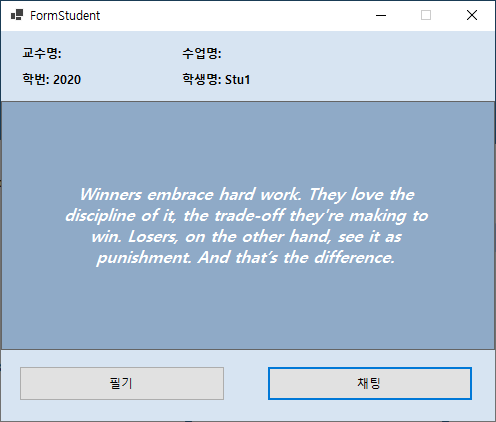 FormStudent
교수명: 수업명:
학번: 2020 학생명: Stu1
Winners embrace hard work. They love the
discipline of it, the trade-off they're making to
win. Losers, on the other hand, see it as
punishment. And that’s the difference.
필기 채팅